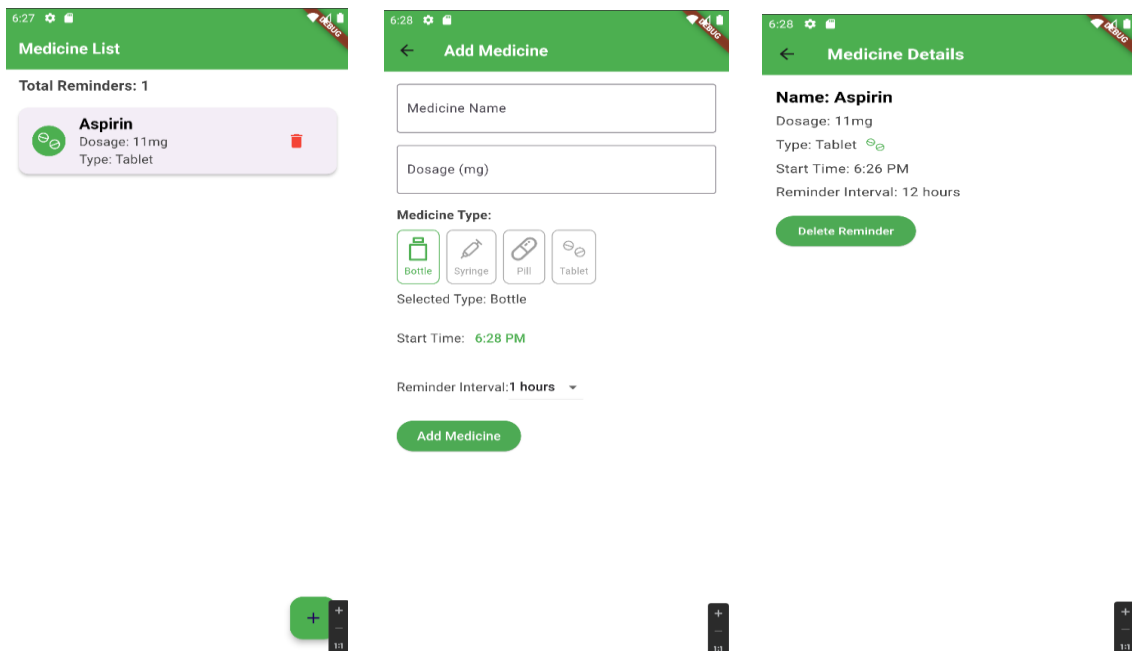 6:27
DEBUG
Medicine List
Total Reminders: 1
Aspirin
Dosage: 11mg
Type: Tablet
+
+
−
1:1
6:28
DEBUG
Add Medicine
Medicine Name
Dosage (mg)
Medicine Type:
Bottle Syringe Pill Tablet
Selected Type: Bottle
Start Time: 6:28 PM
Reminder Interval:1 hours
Add Medicine
+
−
1:1
6:28
DEBUG
Medicine Details
Name: Aspirin
Dosage: 11mg
Type: Tablet
Start Time: 6:26 PM
Reminder Interval: 12 hours
Delete Reminder
+
−
1:1